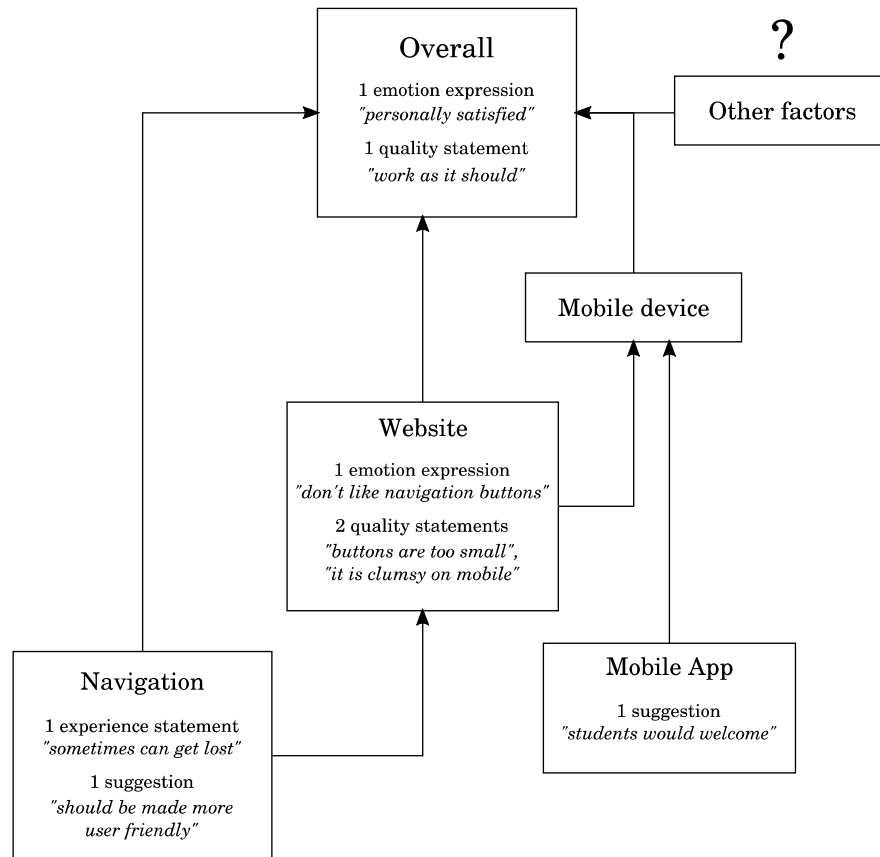 Overall
1 emotion expression
"personally satisfied"
1 quality statement
"work as it should"
?
Other factors
Mobile device
Website
1 emotion expression
"don't like navigation buttons"
2 quality statements
"buttons are too small",
"it is clumsy on mobile"
Navigation
1 experience statement
"sometimes can get lost"
1 suggestion
"should be made more
user friendly"
Mobile App
1 suggestion
"students would welcome"